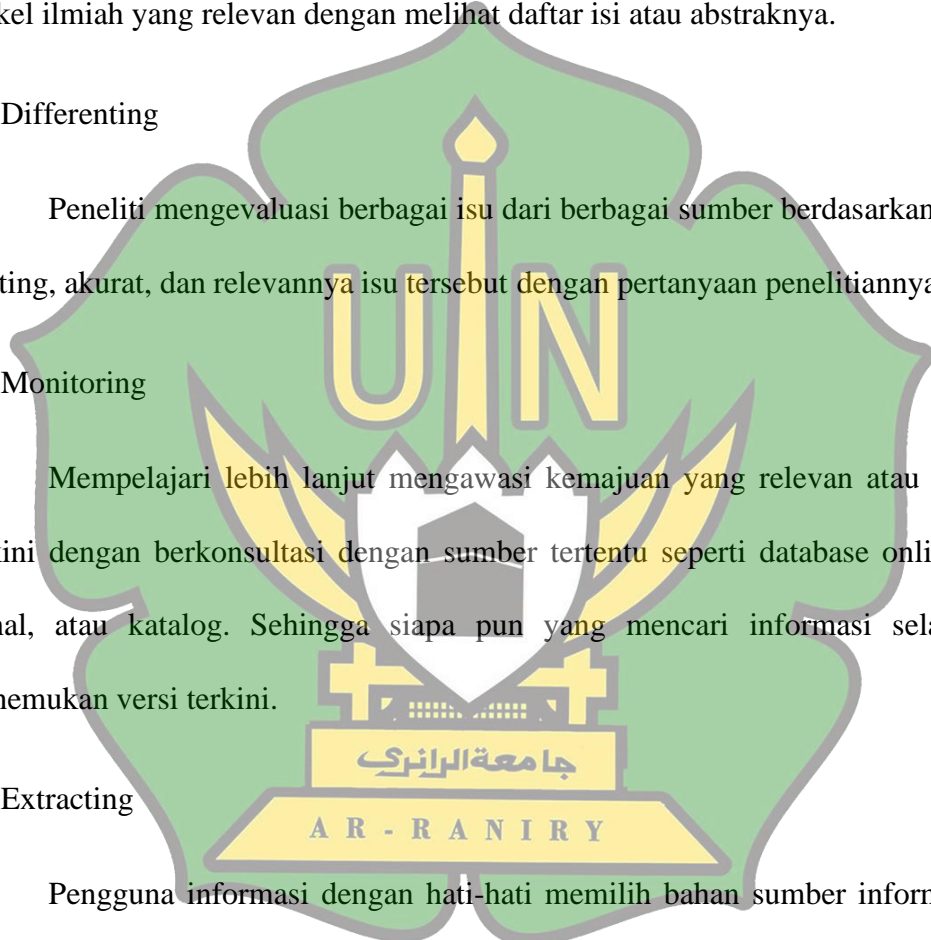 kel ilmiah yang relevan dengan melihat daftar isi atau abstraknya.
Differenting
Peneliti mengevaluasi berbagai isu dari berbagai sumber berdasarkan
ting, akurat, dan relevannya isu tersebut dengan pertanyaan penelitiannya
UIN
Monitoring
Mempelajari lebih lanjut mengawasi kemajuan yang relevan atau
kini dengan berkonsultasi dengan sumber tertentu seperti database onli
nal, atau katalog. Sehingga siapa pun yang mencari informasi sela
nemukan versi terkini.
جامعة الرانري
Extracting
AR-RANIRY
Pengguna informasi dengan hati-hati memilih bahan sumber inform